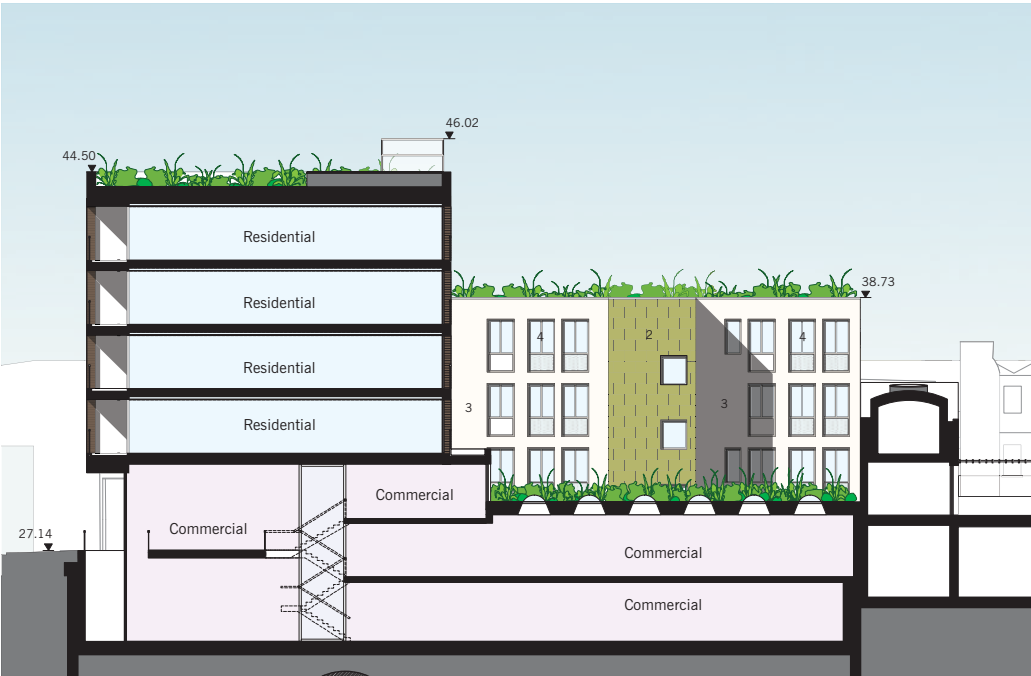 46.02
44.50
Residential
38.73
Residential
4
2
4
Residential
3
3
Residential
Commercial
Commercial
27.14
Commercial
Commercial